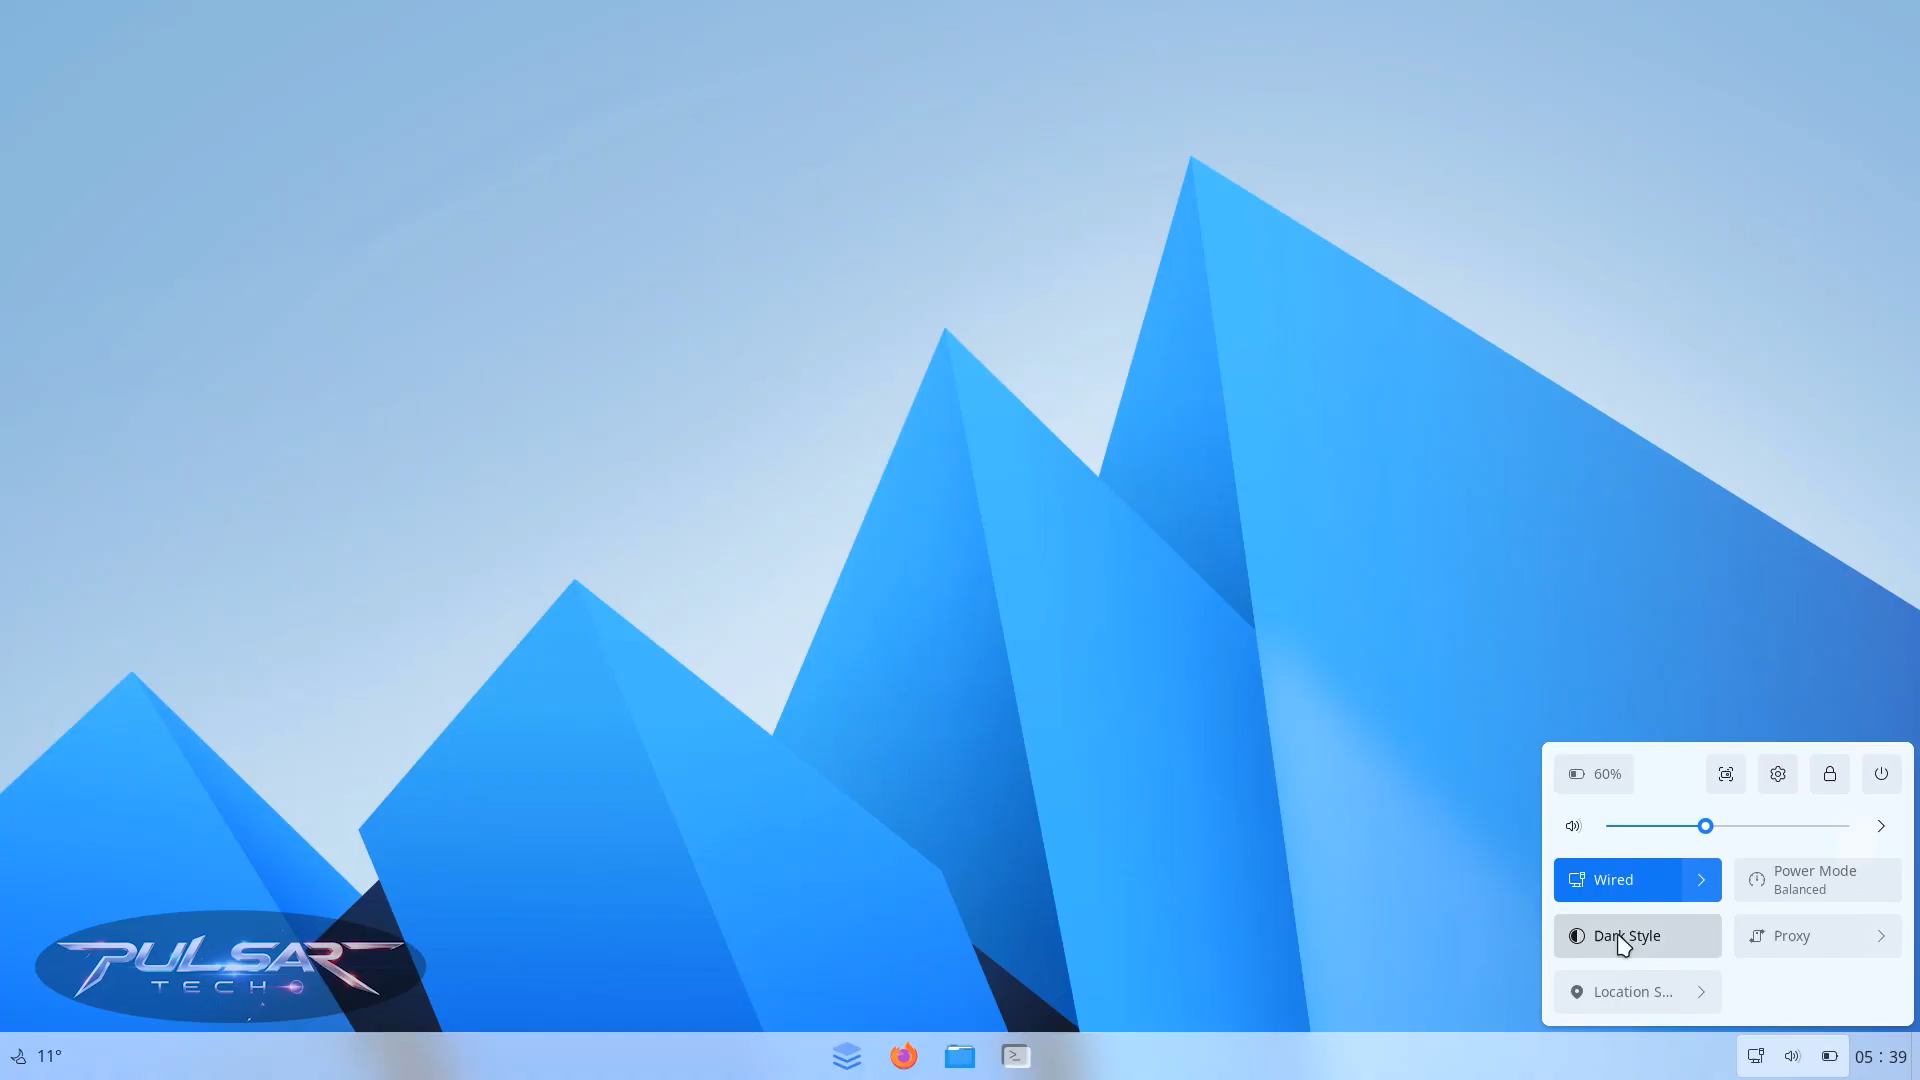 60%
Wired
Power Mode
Balanced
Dark Style
Proxy
Location S...
PULSAR
TECH
11°
05 : 39